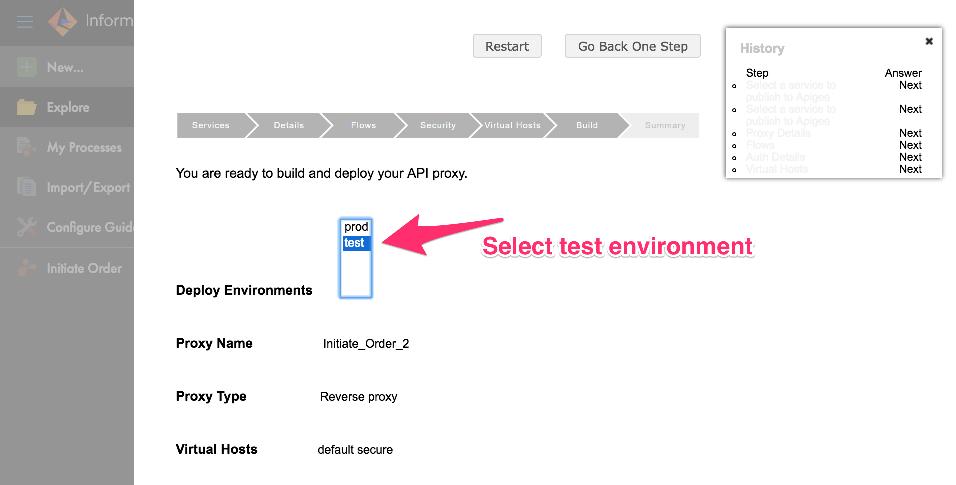 Inform
New...
Explore
My Processes
Import/Export
Configure Guid
Initiate Order
Restart
Go Back One Step
History
Step Answer
Select a service to publish to Apigee Next
Select a service to publish to Apigee Next
Proxy Details Next
Flows Next
Auth Details Next
Virtual Hosts Next
Services
Details
Flows
Security
Virtual Hosts
Build
Summary
You are ready to build and deploy your API proxy.
prod
test
Select test environment
Deploy Environments
Proxy Name Initiate_Order_2
Proxy Type Reverse proxy
Virtual Hosts default secure